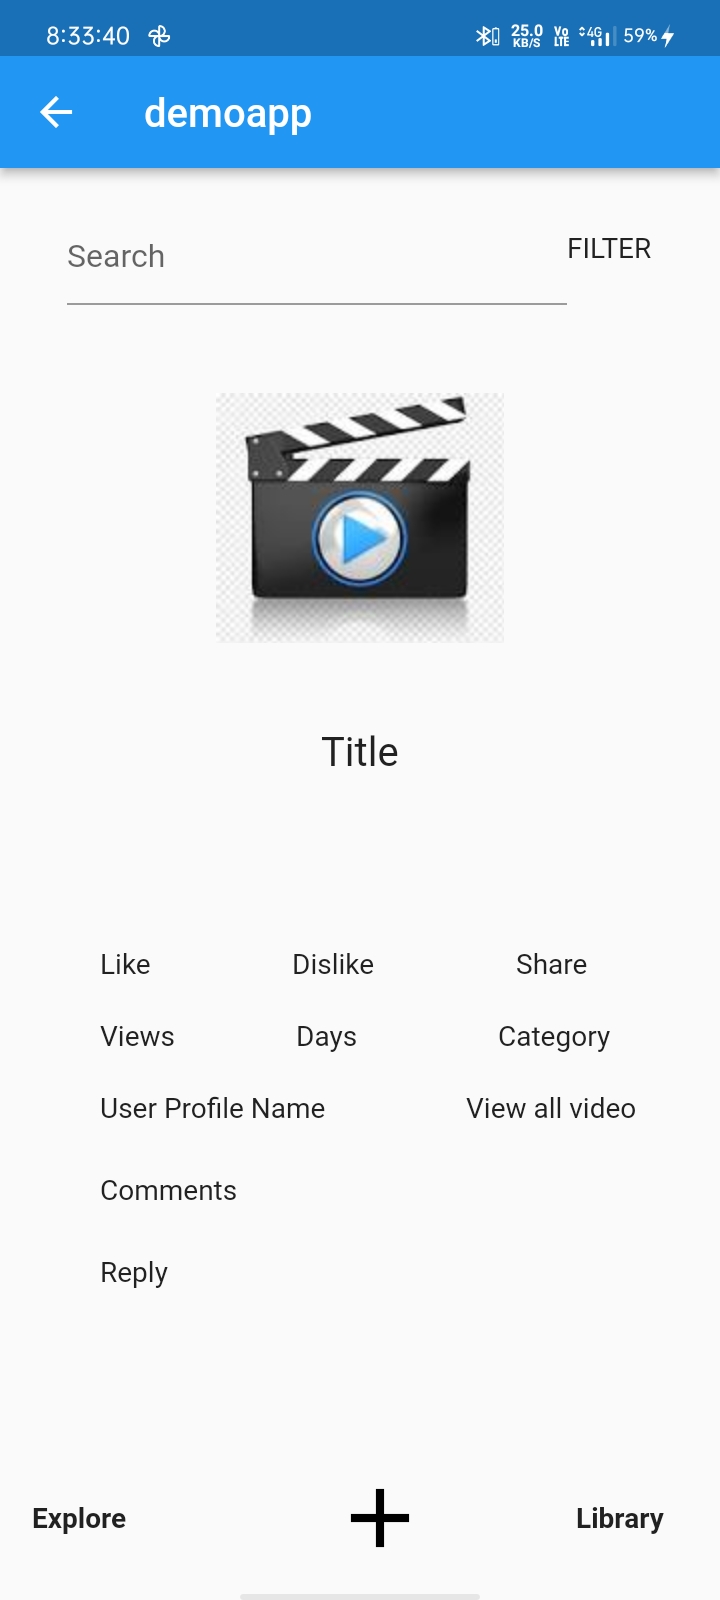 8:33:40 25.0 KB/S Vo LTE 4G 59%
demoapp
Search FILTER
Title
Like Dislike Share
Views Days Category
User Profile Name View all video
Comments
Reply
Explore Library